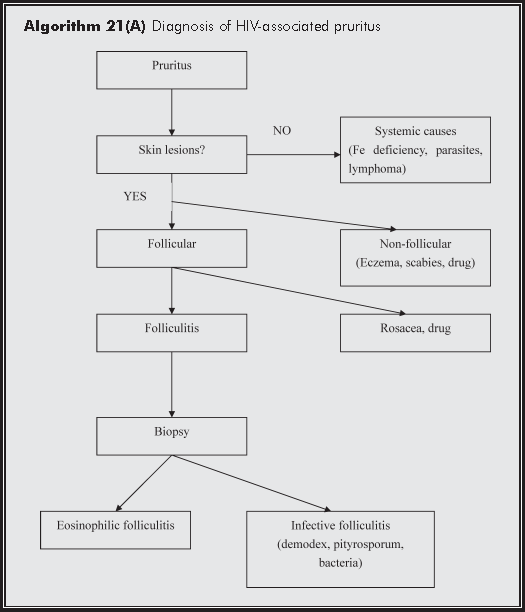 Algorithm 21(A) Diagnosis of HIV-associated pruritus
Pruritus
Skin lesions?
NO
Systemic causes
(Fe deficiency, parasites,
lymphoma)
YES
Follicular
Non-follicular
(Eczema, scabies, drug)
Folliculitis
Rosacea, drug
Biopsy
Eosinophilic folliculitis
Infective folliculitis
(demodex, pityrosporum,
bacteria)